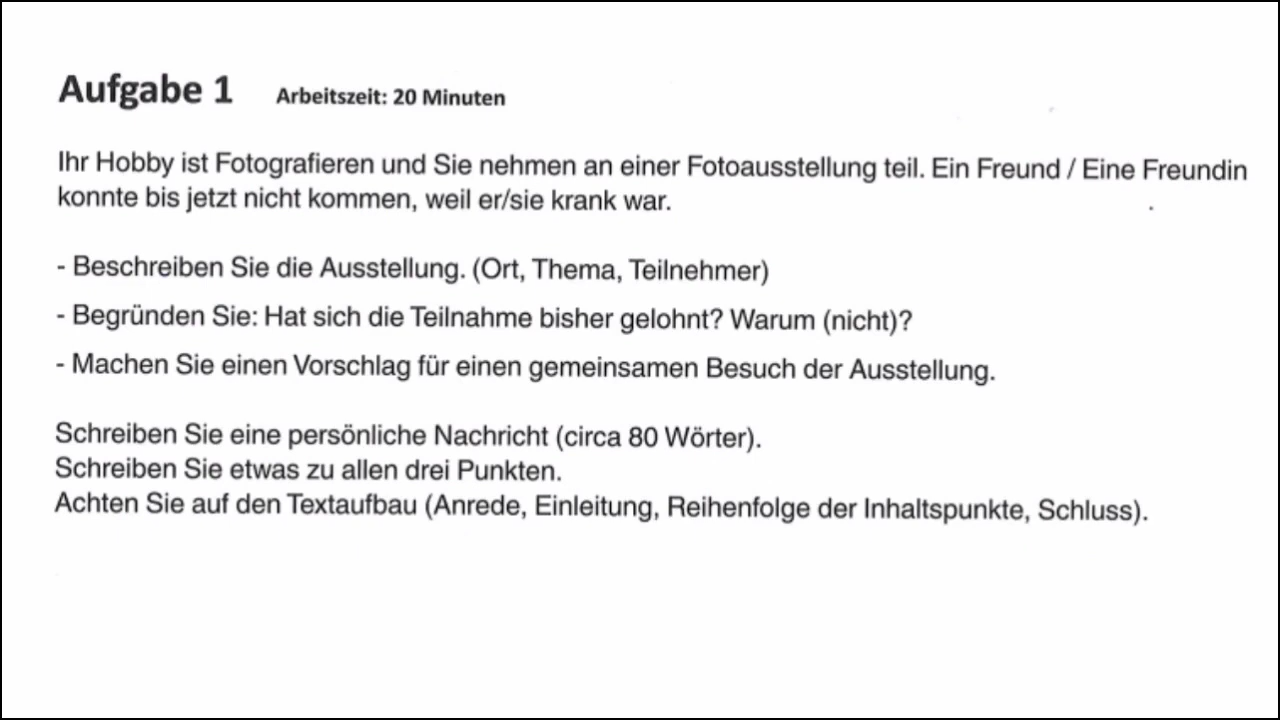 Aufgabe 1 Arbeitszeit: 20 Minuten
Ihr Hobby ist Fotografieren und Sie nehmen an einer Fotoausstellung teil. Ein Freund / Eine Freundin
konnte bis jetzt nicht kommen, weil er/sie krank war.
- Beschreiben Sie die Ausstellung. (Ort, Thema, Teilnehmer)
- Begründen Sie: Hat sich die Teilnahme bisher gelohnt? Warum (nicht)?
- Machen Sie einen Vorschlag für einen gemeinsamen Besuch der Ausstellung.
Schreiben Sie eine persönliche Nachricht (circa 80 Wörter).
Schreiben Sie etwas zu allen drei Punkten.
Achten Sie auf den Textaufbau (Anrede, Einleitung, Reihenfolge der Inhaltspunkte, Schluss).